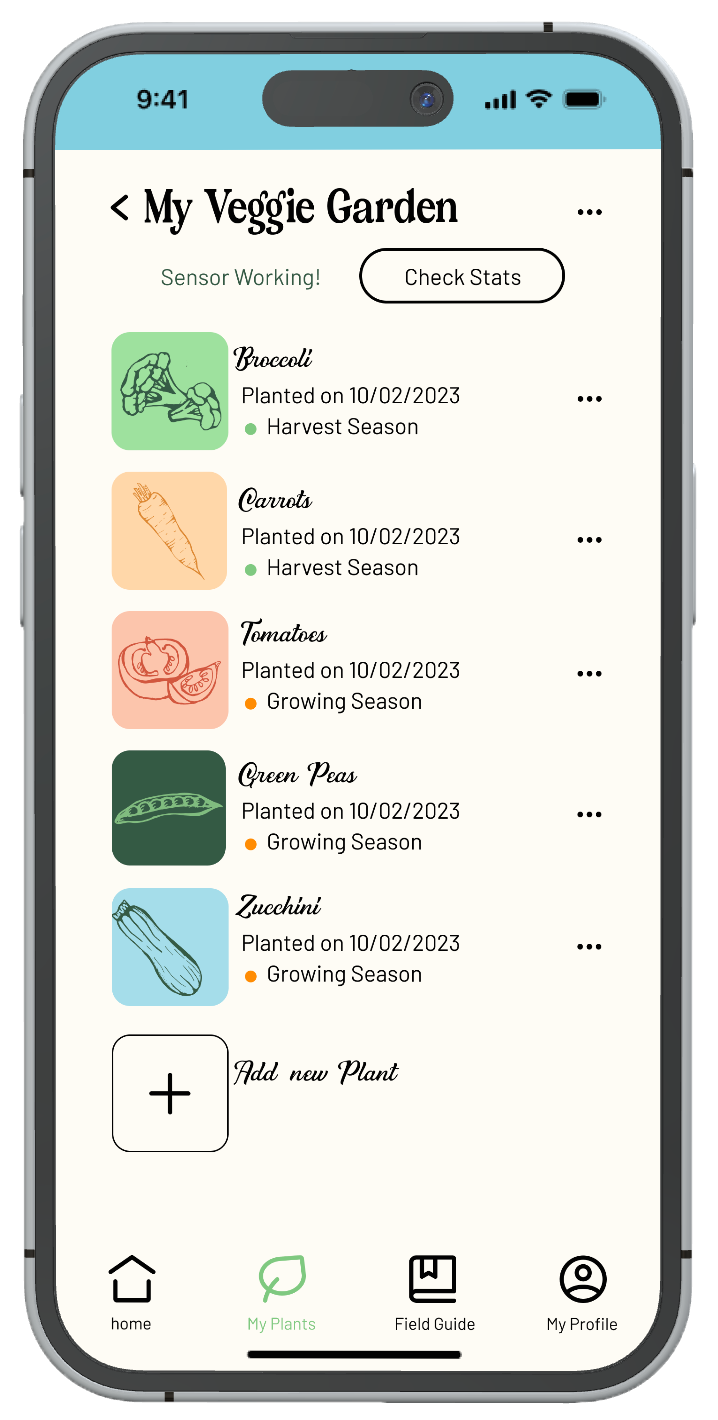 9:41
My Veggie Garden
Sensor Working!
Check Stats
Broccoli
Planted on 10/02/2023
Harvest Season
Carrots
Planted on 10/02/2023
Harvest Season
Tomatoes
Planted on 10/02/2023
Growing Season
Green Peas
Planted on 10/02/2023
Growing Season
Zucchini
Planted on 10/02/2023
Growing Season
Add new Plant
home
My Plants
Field Guide
My Profile